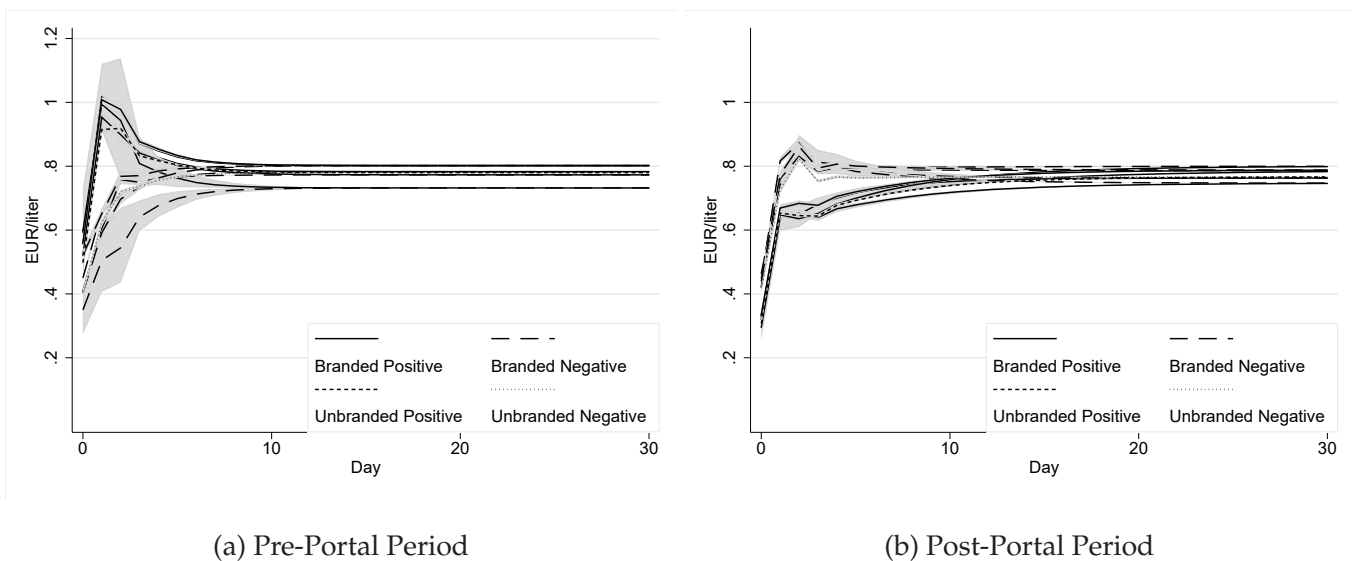 EUR/liter
1.2
1
.8
.6
.4
.2
0
10
20
30
Day
Branded Positive
Branded Negative
Unbranded Positive
Unbranded Negative
(a) Pre-Portal Period
EUR/liter
1.2
1
.8
.6
.4
.2
0
10
20
30
Day
Branded Positive
Branded Negative
Unbranded Positive
Unbranded Negative
(b) Post-Portal Period